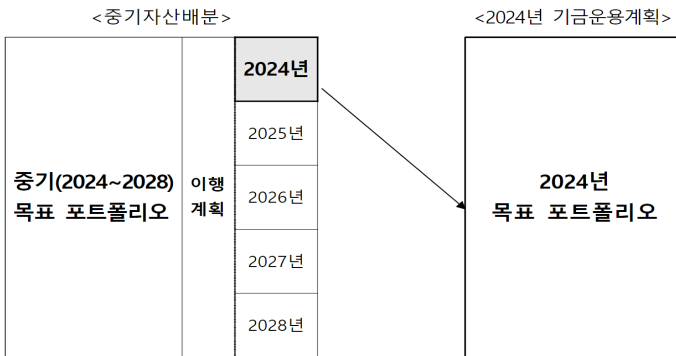 <중기자산배분>
<2024년 기금운용계획>
중기(2024~2028)
목표 포트폴리오
이행
계획
2024년
2025년
2026년
2027년
2028년
2024년
목표 포트폴리오